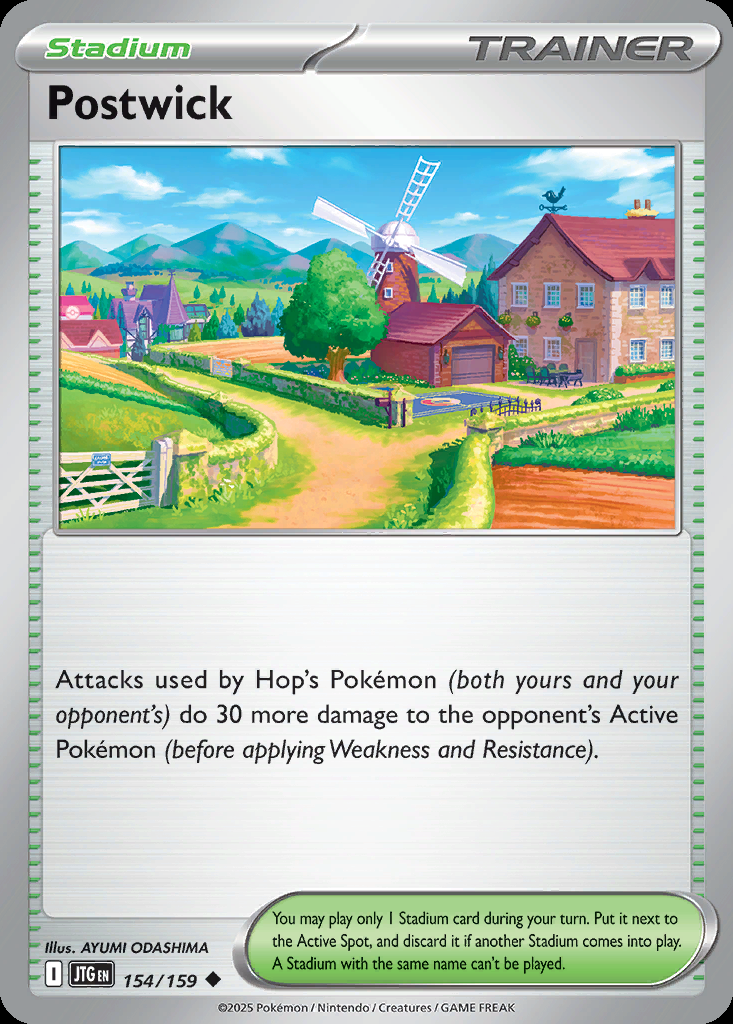 Stadium
TRAINER
Postwick
Attacks used by Hop's Pokémon (both yours and your
opponent's) do 30 more damage to the opponent's Active
Pokémon (before applying Weakness and Resistance).
You may play only 1 Stadium card during your turn. Put it next to
the Active Spot, and discard it if another Stadium comes into play.
A Stadium with the same name can't be played.
Illus. AYUMI ODASHIMA
I JTG EN 154/159 ◆
©2025 Pokémon / Nintendo / Creatures / GAME FREAK